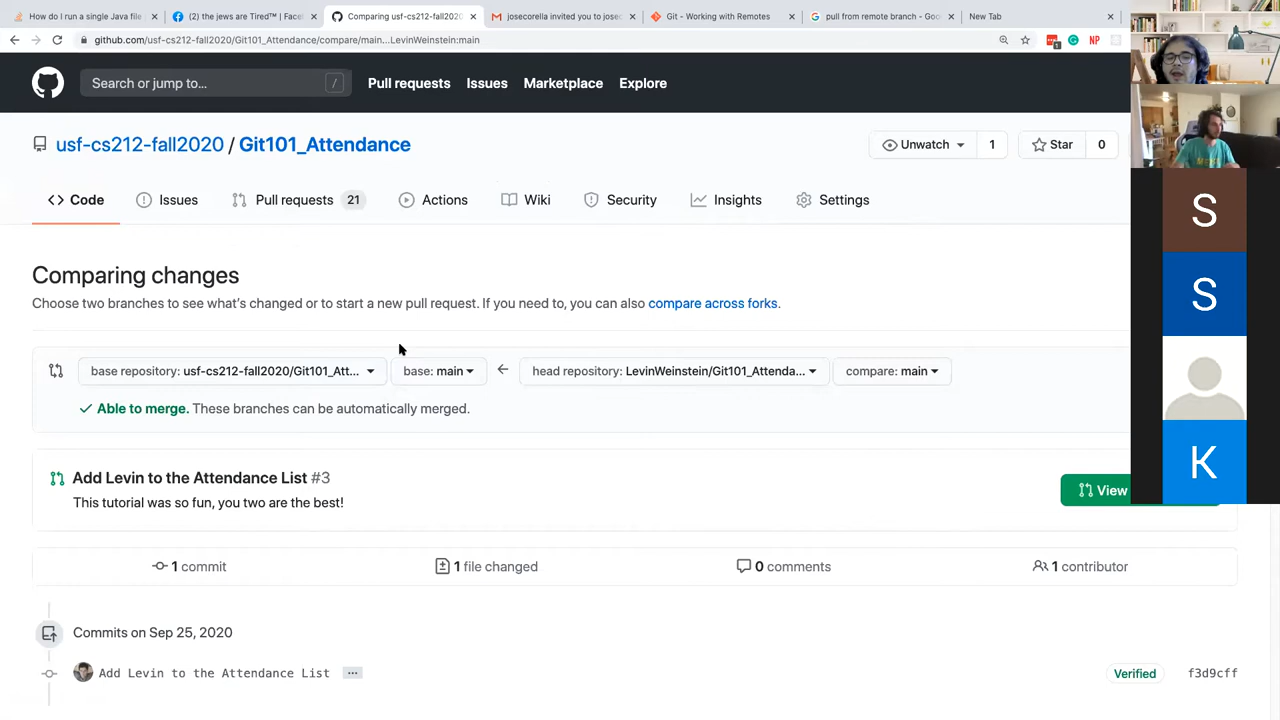 How do I run a single Java file
(2) the jews are Tired™ | Face
Comparing usf-cs212-fall2020
josecorella invited you to josec
Git - Working with Remotes
pull from remote branch - Goo
New Tab
github.com/usf-cs212-fall2020/Git101_Attendance/compare/main...LevinWeinstein:main
1
NP
Search or jump to...
/
Pull requests
Issues
Marketplace
Explore
usf-cs212-fall2020 / Git101_Attendance
Unwatch
1
Star
0
Code
Issues
Pull requests 21
Actions
Wiki
Security
Insights
Settings
S
Comparing changes
Choose two branches to see what's changed or to start a new pull request. If you need to, you can also compare across forks.
S
base repository: usf-cs212-fall2020/Git101_Att...
base: main
head repository: LevinWeinstein/Git101_Attenda...
compare: main
Able to merge. These branches can be automatically merged.
K
Add Levin to the Attendance List #3
This tutorial was so fun, you two are the best!
View
1 commit
1 file changed
0 comments
1 contributor
Commits on Sep 25, 2020
Add Levin to the Attendance List
...
Verified
f3d9cff